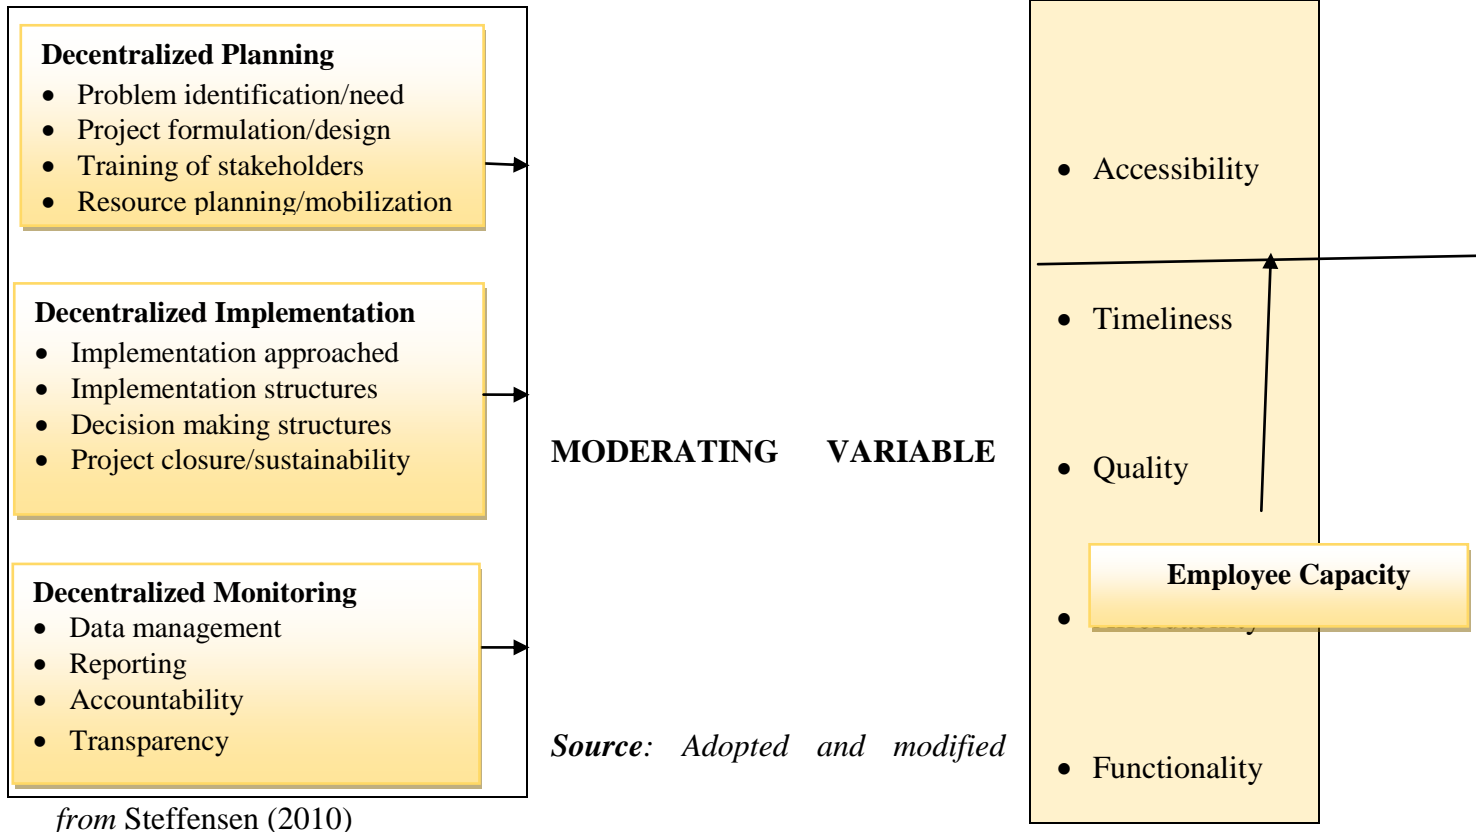 Decentralized Planning
• Problem identification/need
• Project formulation/design
• Training of stakeholders
• Resource planning/mobilization
Decentralized Implementation
• Implementation approached
• Implementation structures
• Decision making structures
• Project closure/sustainability
Decentralized Monitoring
• Data management
• Reporting
• Accountability
• Transparency
MODERATING VARIABLE
Source: Adopted and modified
from Steffensen (2010)
• Accessibility
• Timeliness
• Quality
Employee Capacity
•
• Functionality